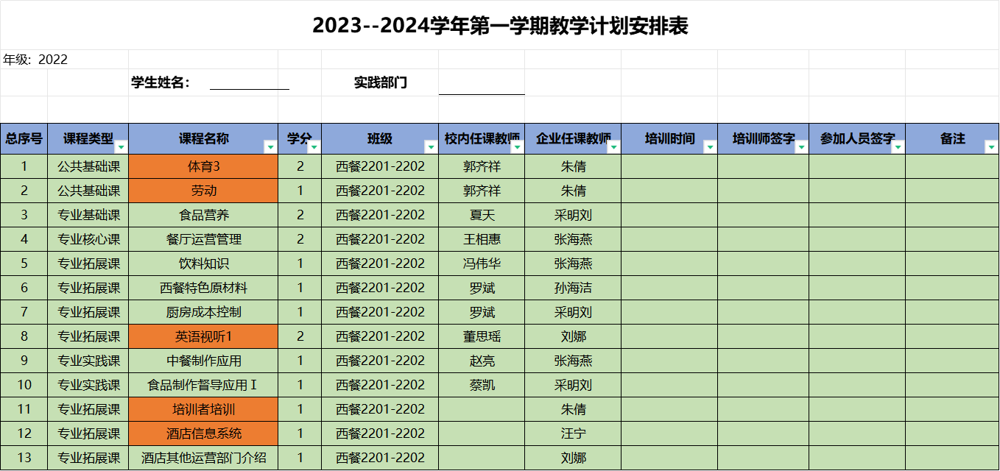 2023--2024学年第一学期教学计划安排表
年级: 2022
学生姓名: 实践部门
总序号 课程类型 课程名称 学分 班级 校内任课教师 企业任课教师 培训时间 培训师签字 参加人员签字 备注
1 公共基础课 体育3 2 西餐2201-2202 郭齐祥 朱倩
2 公共基础课 劳动 1 西餐2201-2202 郭齐祥 朱倩
3 专业基础课 食品营养 2 西餐2201-2202 夏天 采明刘
4 专业核心课 餐厅运营管理 2 西餐2201-2202 王相惠 张海燕
5 专业拓展课 饮料知识 1 西餐2201-2202 冯伟华 张海燕
6 专业拓展课 西餐特色原材料 1 西餐2201-2202 罗斌 孙海洁
7 专业拓展课 厨房成本控制 1 西餐2201-2202 罗斌 采明刘
8 专业拓展课 英语视听1 2 西餐2201-2202 董思瑶 刘娜
9 专业实践课 中餐制作应用 1 西餐2201-2202 赵亮 张海燕
10 专业实践课 食品制作督导应用Ⅰ 1 西餐2201-2202 蔡凯 采明刘
11 专业拓展课 培训者培训 1 西餐2201-2202 朱倩
12 专业拓展课 酒店信息系统 1 西餐2201-2202 汪宁
13 专业拓展课 酒店其他运营部门介绍 1 西餐2201-2202 刘娜